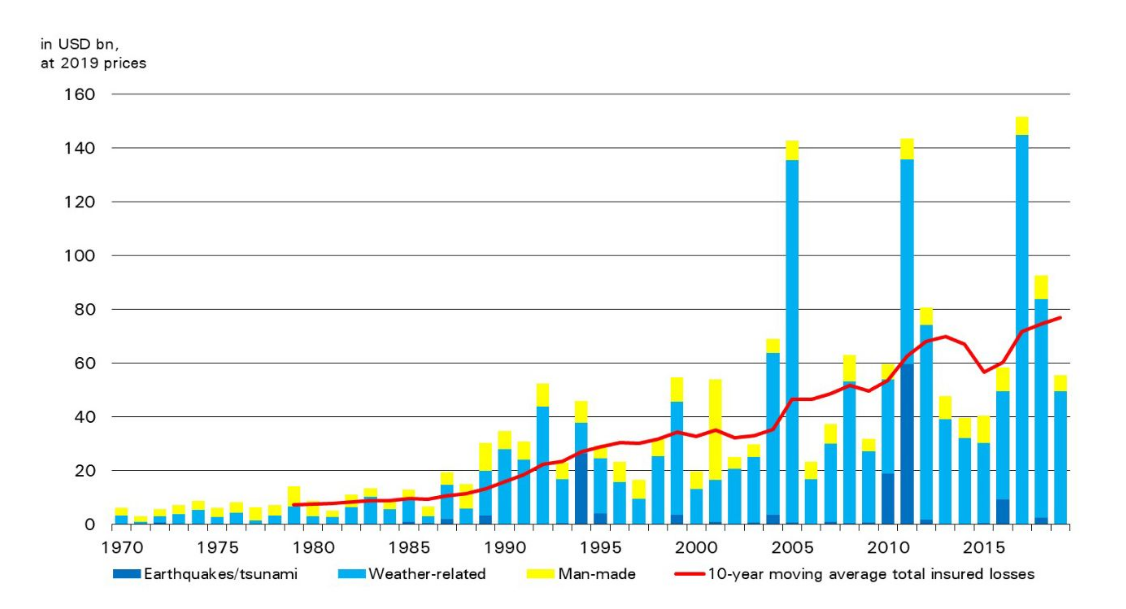 in USD bn,
at 2019 prices
160
140
120
100
80
60
40
20
0
1970 1975 1980 1985 1990 1995 2000 2005 2010 2015
Earthquakes/tsunami Weather-related Man-made 10-year moving average total insured losses